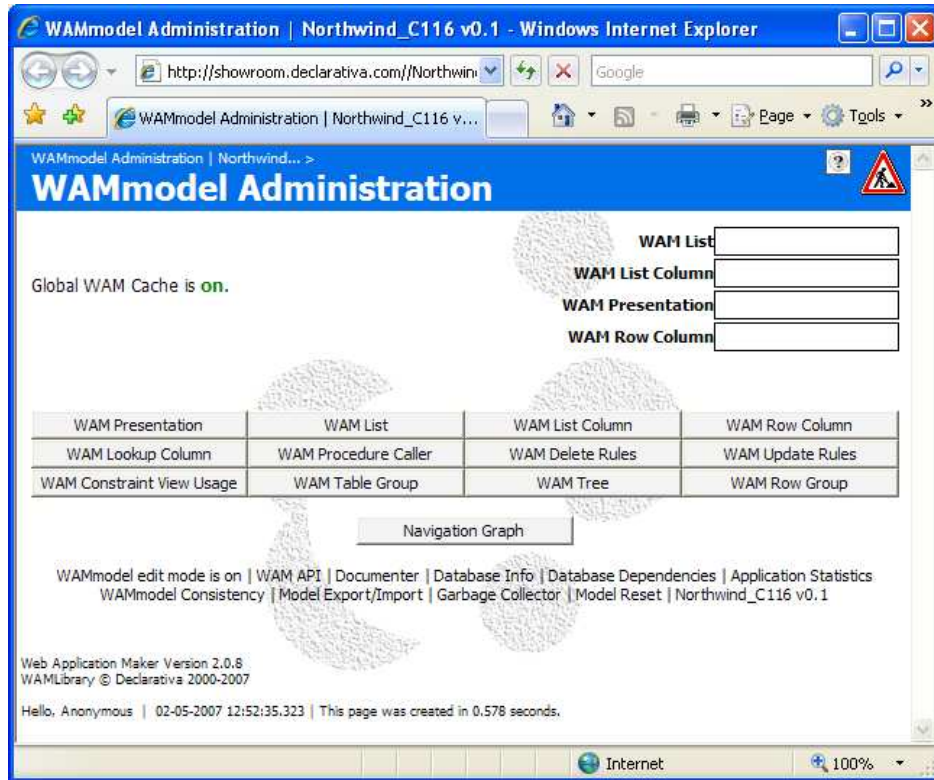 WAMmodel Administration | Northwind_C116 v0.1 - Windows Internet Explorer
http://showroom.declarativa.com//Northwin
Google
WAMmodel Administration | Northwind_C116 v...
Page
Tools
»
WAMmodel Administration | Northwind... >
?
WAMmodel Administration
WAM List
Global WAM Cache is on.
WAM List Column
WAM Presentation
WAM Row Column
WAM Presentation WAM List WAM List Column WAM Row Column
WAM Lookup Column WAM Procedure Caller WAM Delete Rules WAM Update Rules
WAM Constraint View Usage WAM Table Group WAM Tree WAM Row Group
Navigation Graph
WAMmodel edit mode is on | WAM API | Documenter | Database Info | Database Dependencies | Application Statistics
WAMmodel Consistency | Model Export/Import | Garbage Collector | Model Reset | Northwind_C116 v0.1
Web Application Maker Version 2.0.8
WAMLibrary © Declarativa 2000-2007
Hello, Anonymous | 02-05-2007 12:52:35.323 | This page was created in 0.578 seconds.
Internet
100%